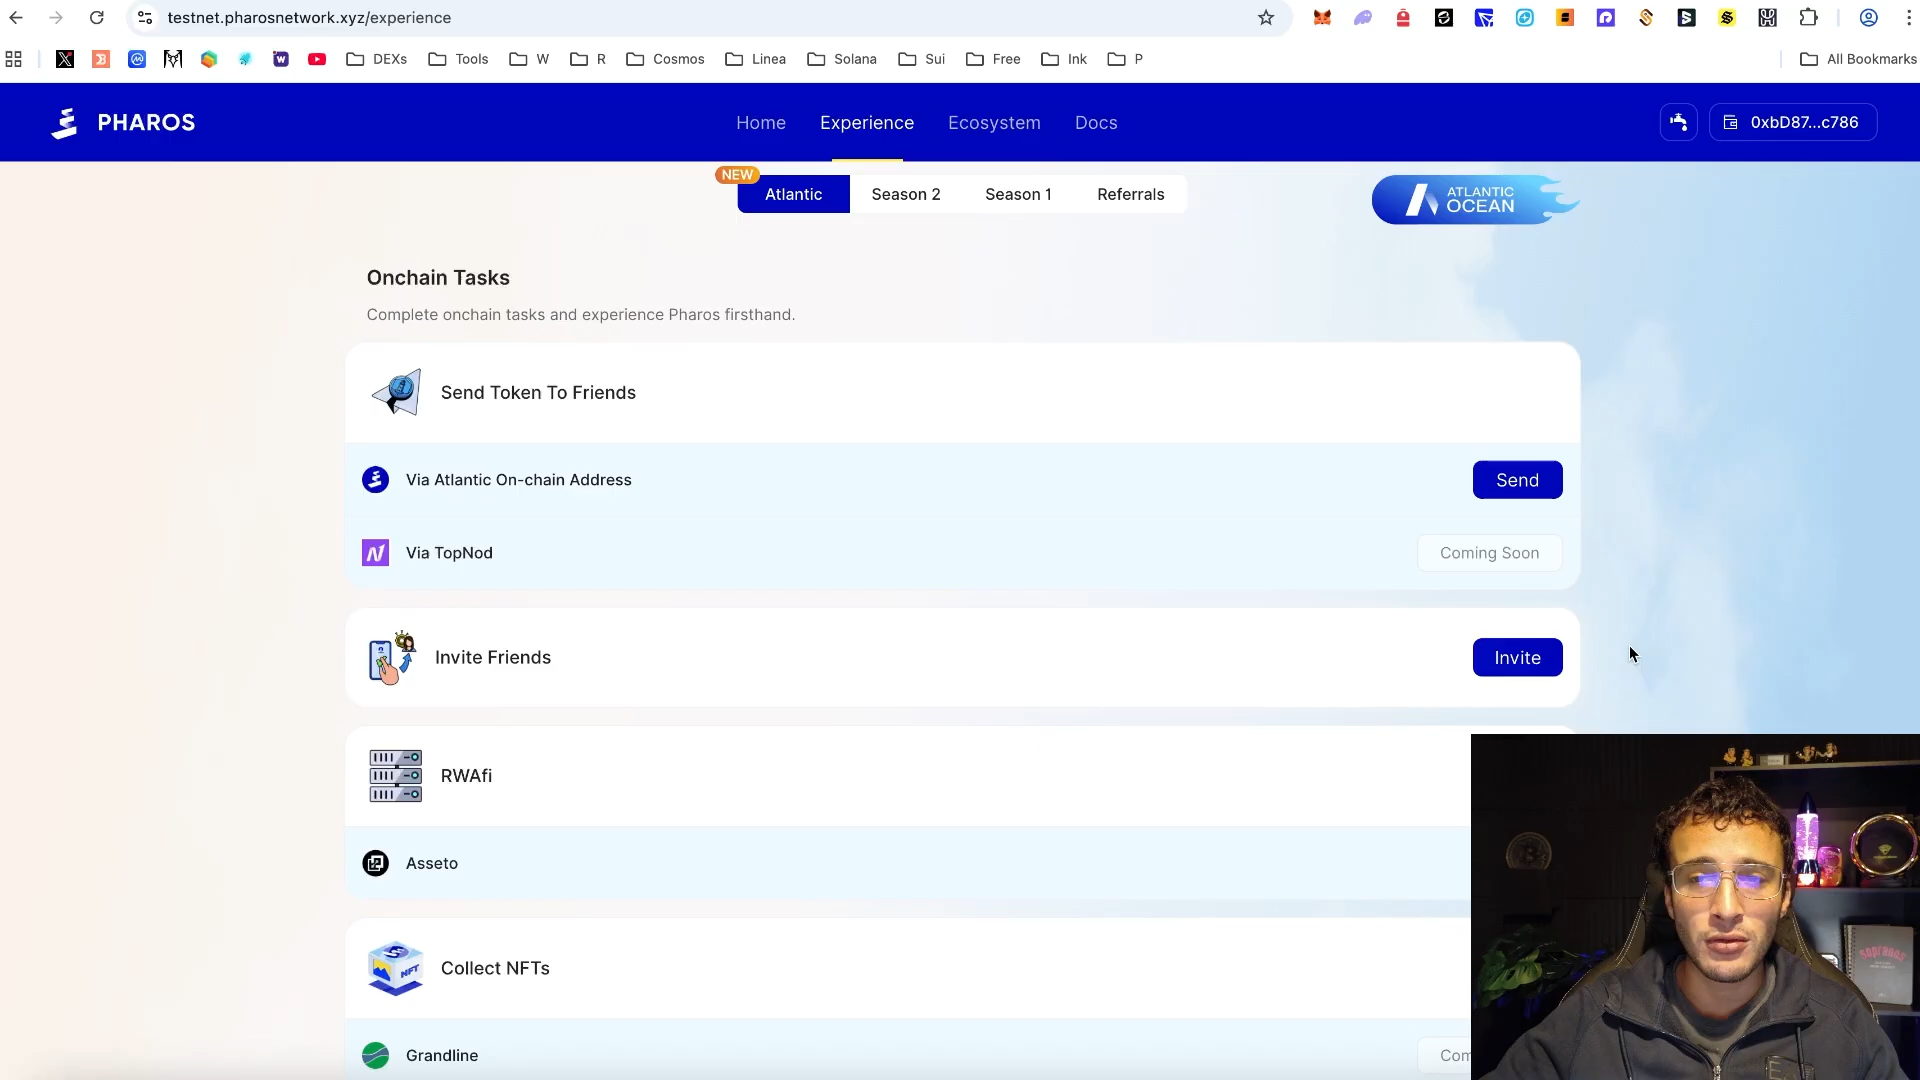 testnet.pharosnetwork.xyz/experience
DEXs Tools W R Cosmos Linea Solana Sui Free Ink P All Bookmarks
PHAROS Home Experience Ecosystem Docs 0xbD87...c786
NEW
Atlantic Season 2 Season 1 Referrals
ATLANTIC
OCEAN
Onchain Tasks
Complete onchain tasks and experience Pharos firsthand.
Send Token To Friends
Via Atlantic On-chain Address Send
Via TopNod Coming Soon
Invite Friends Invite
RWAfi
Asseto
NFT
Collect NFTs
Sopranos
Grandline Com